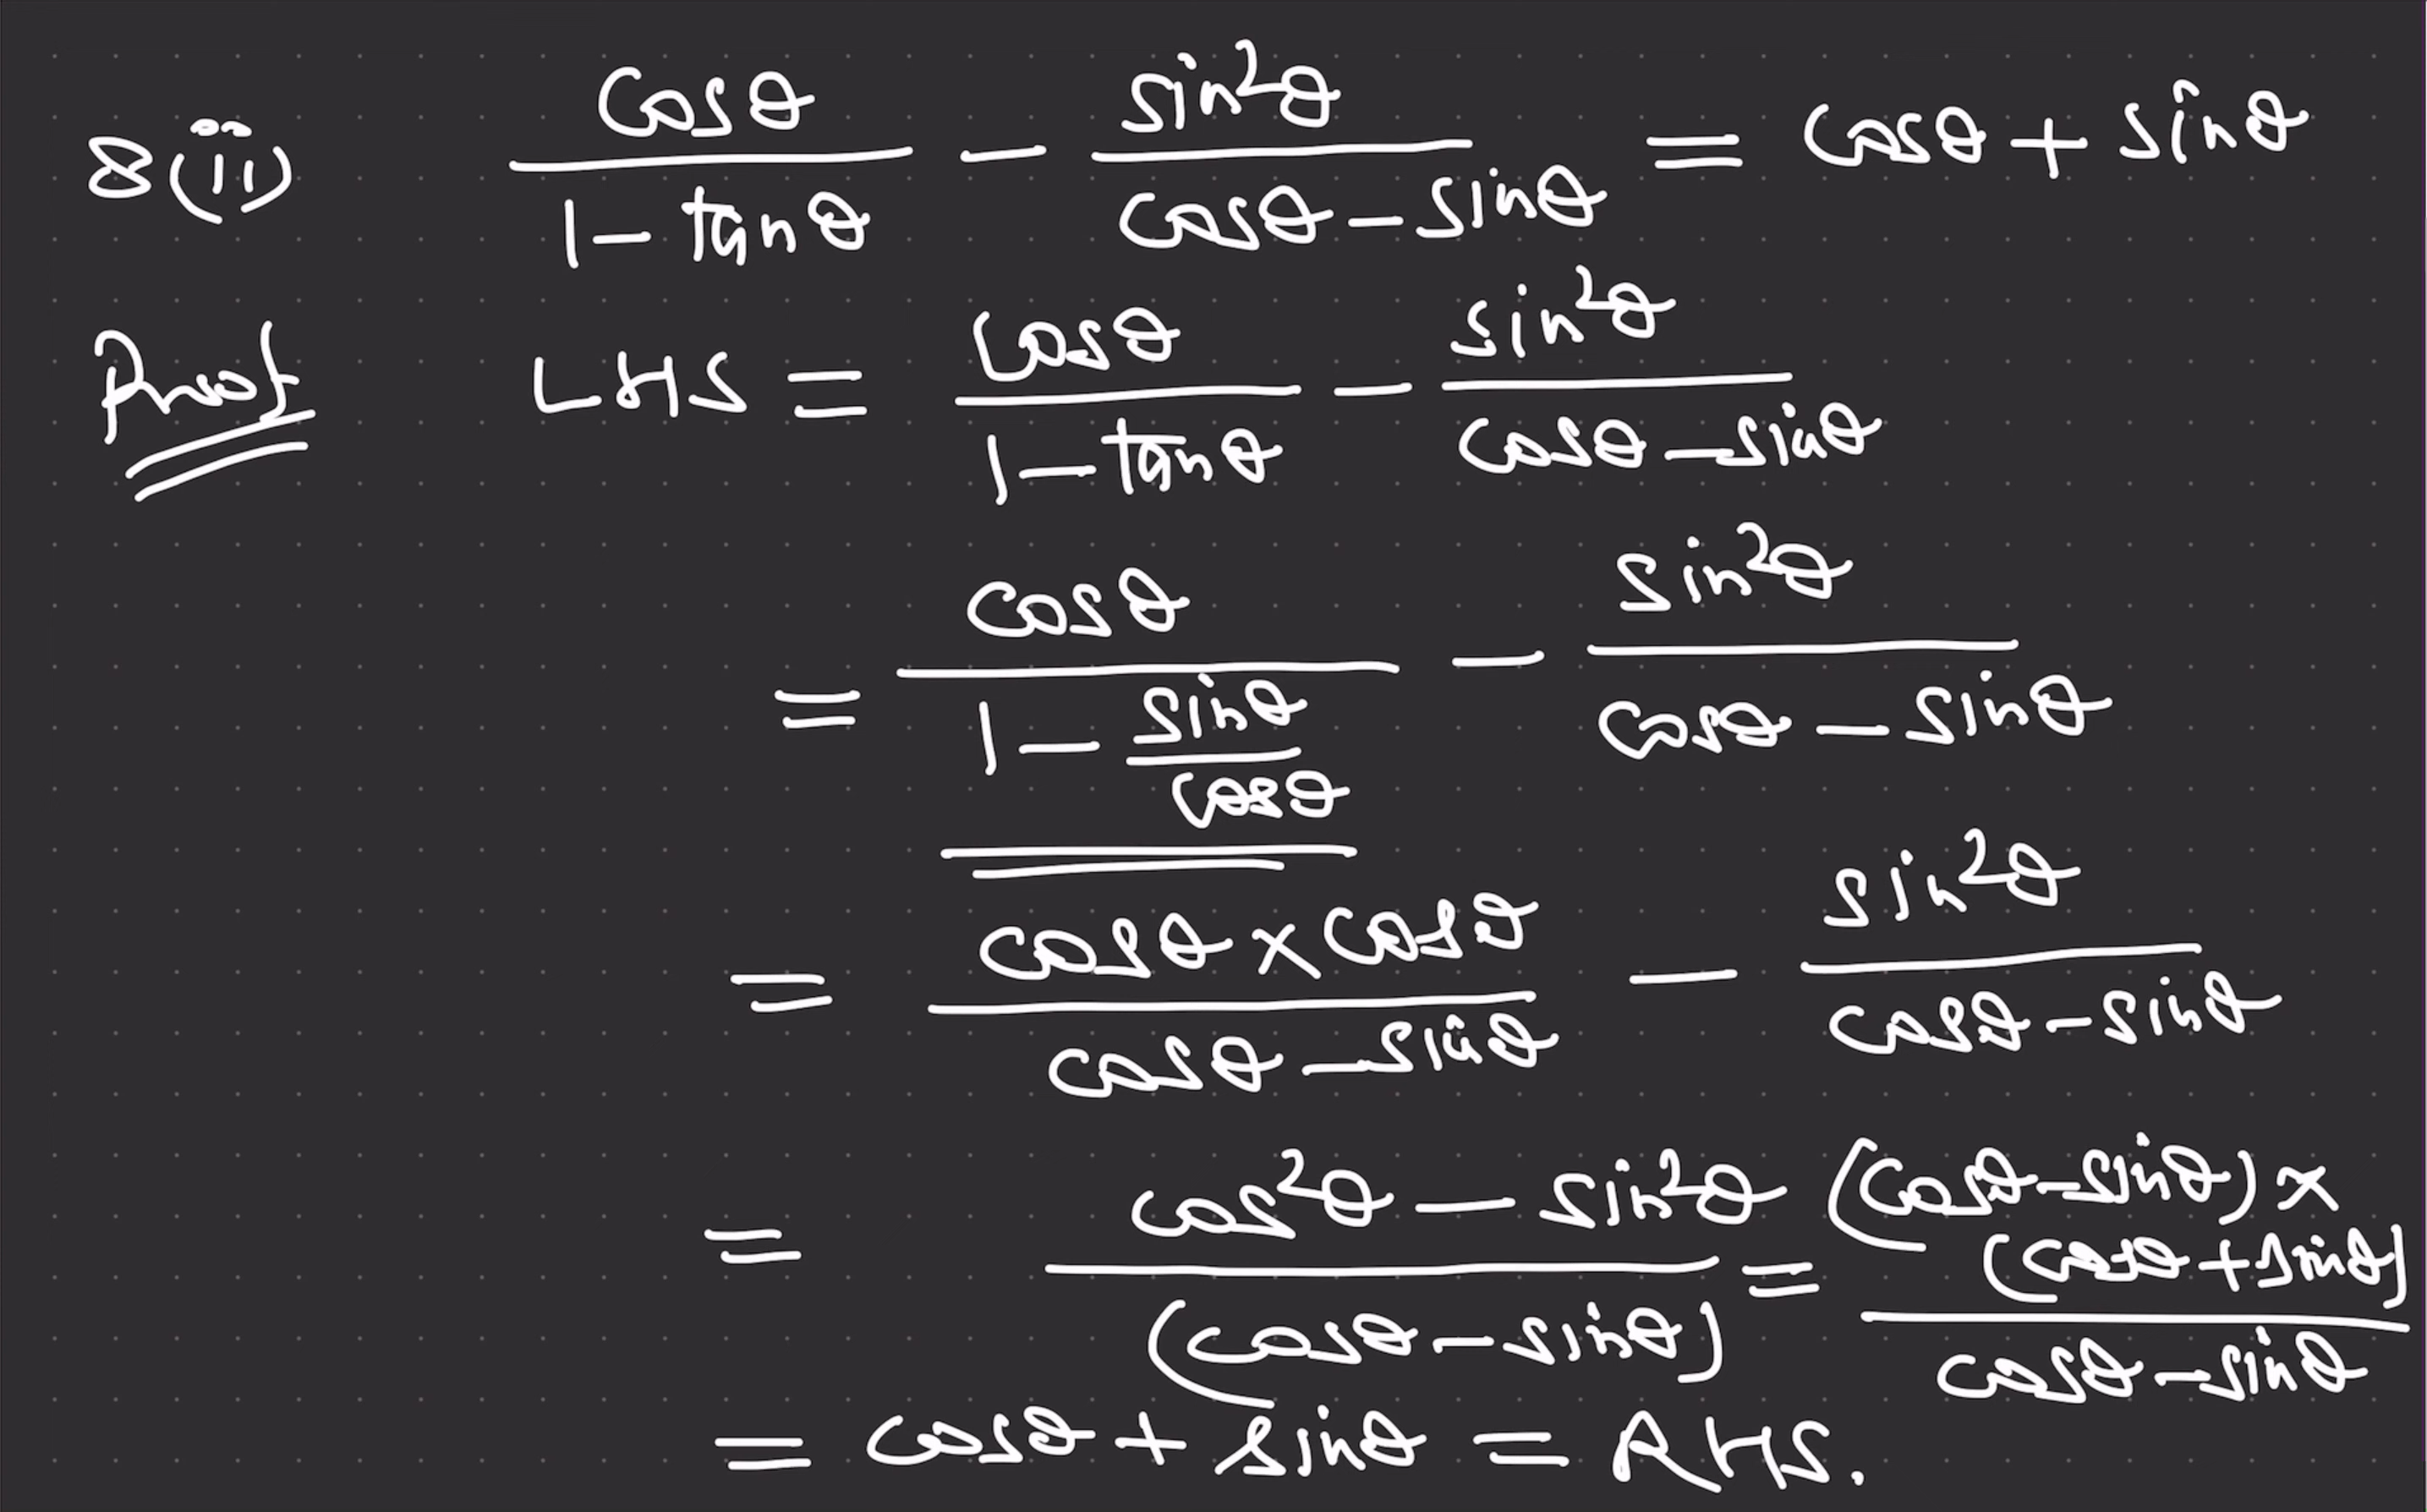 8(ii) cosθ / (1 - tanθ) - sin²θ / (cosθ - sinθ) = cosθ + sinθ
Proof LHS = cosθ / (1 - tanθ) - sin²θ / (cosθ - sinθ)
= cosθ / (1 - sinθ/cosθ) - sin²θ / (cosθ - sinθ)
= cosθ × cosθ / (cosθ - sinθ) - sin²θ / (cosθ - sinθ)
= cos²θ - sin²θ / (cosθ - sinθ) = (cosθ - sinθ) × (cosθ + sinθ) / cosθ - sinθ
= cosθ + sinθ = RHS.